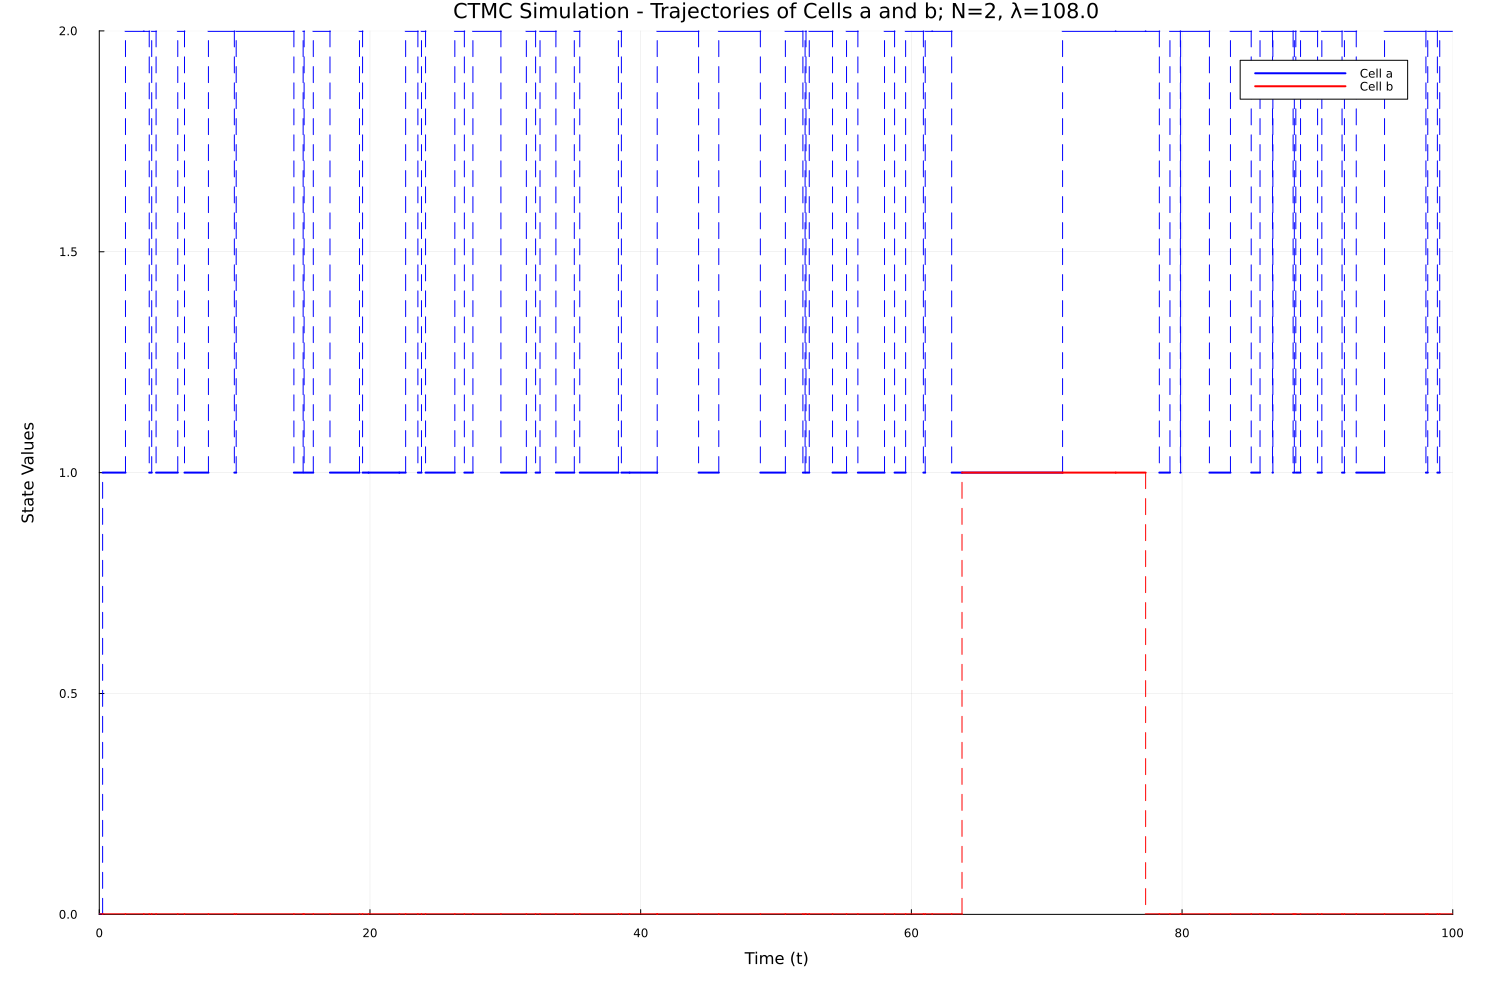 CTMC Simulation - Trajectories of Cells a and b; N=2, λ=108.0
2.0
Cell a
Cell b
1.5
State Values
1.0
0.5
0.0
0 20 40 60 80 100
Time (t)